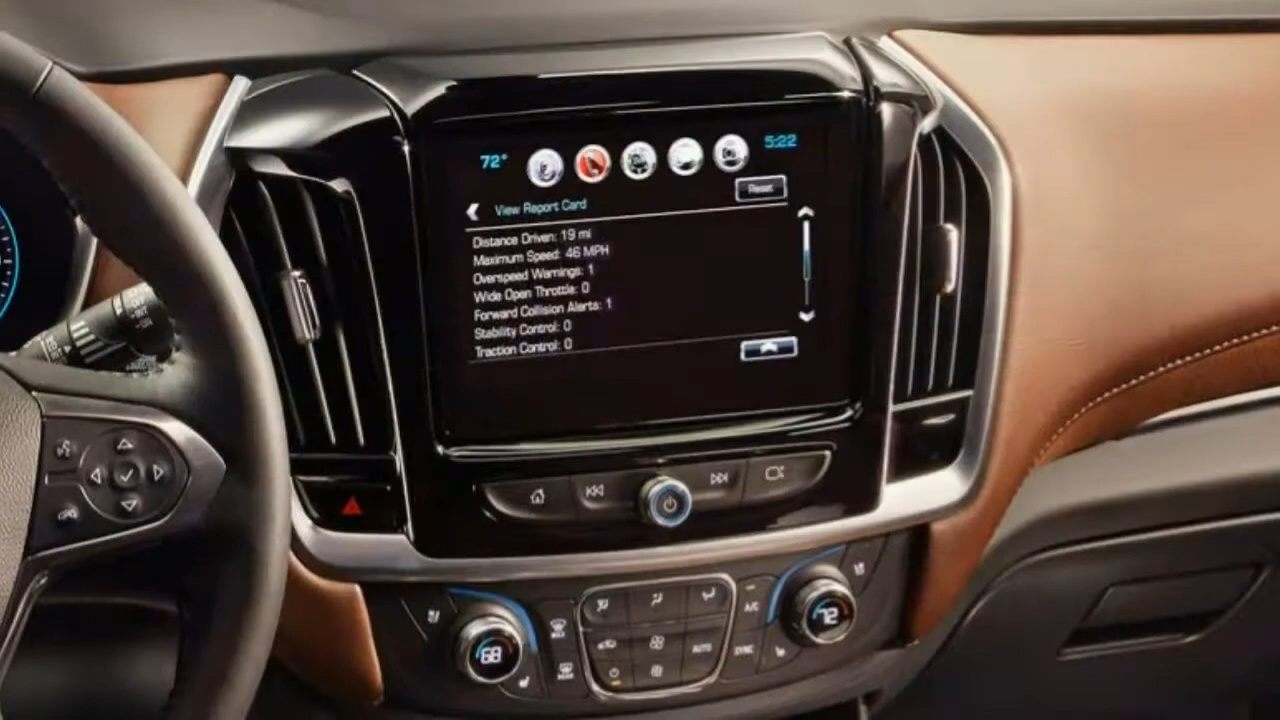 72°
5:22
Reset
View Report Card
Distance Driven: 19 mi
Maximum Speed: 46 MPH
Overspeed Warnings: 1
Wide Open Throttle: 0
Forward Collision Alerts: 1
Stability Control: 0
Traction Control: 0
A/C
72
68
AUTO
SYNC
REAR